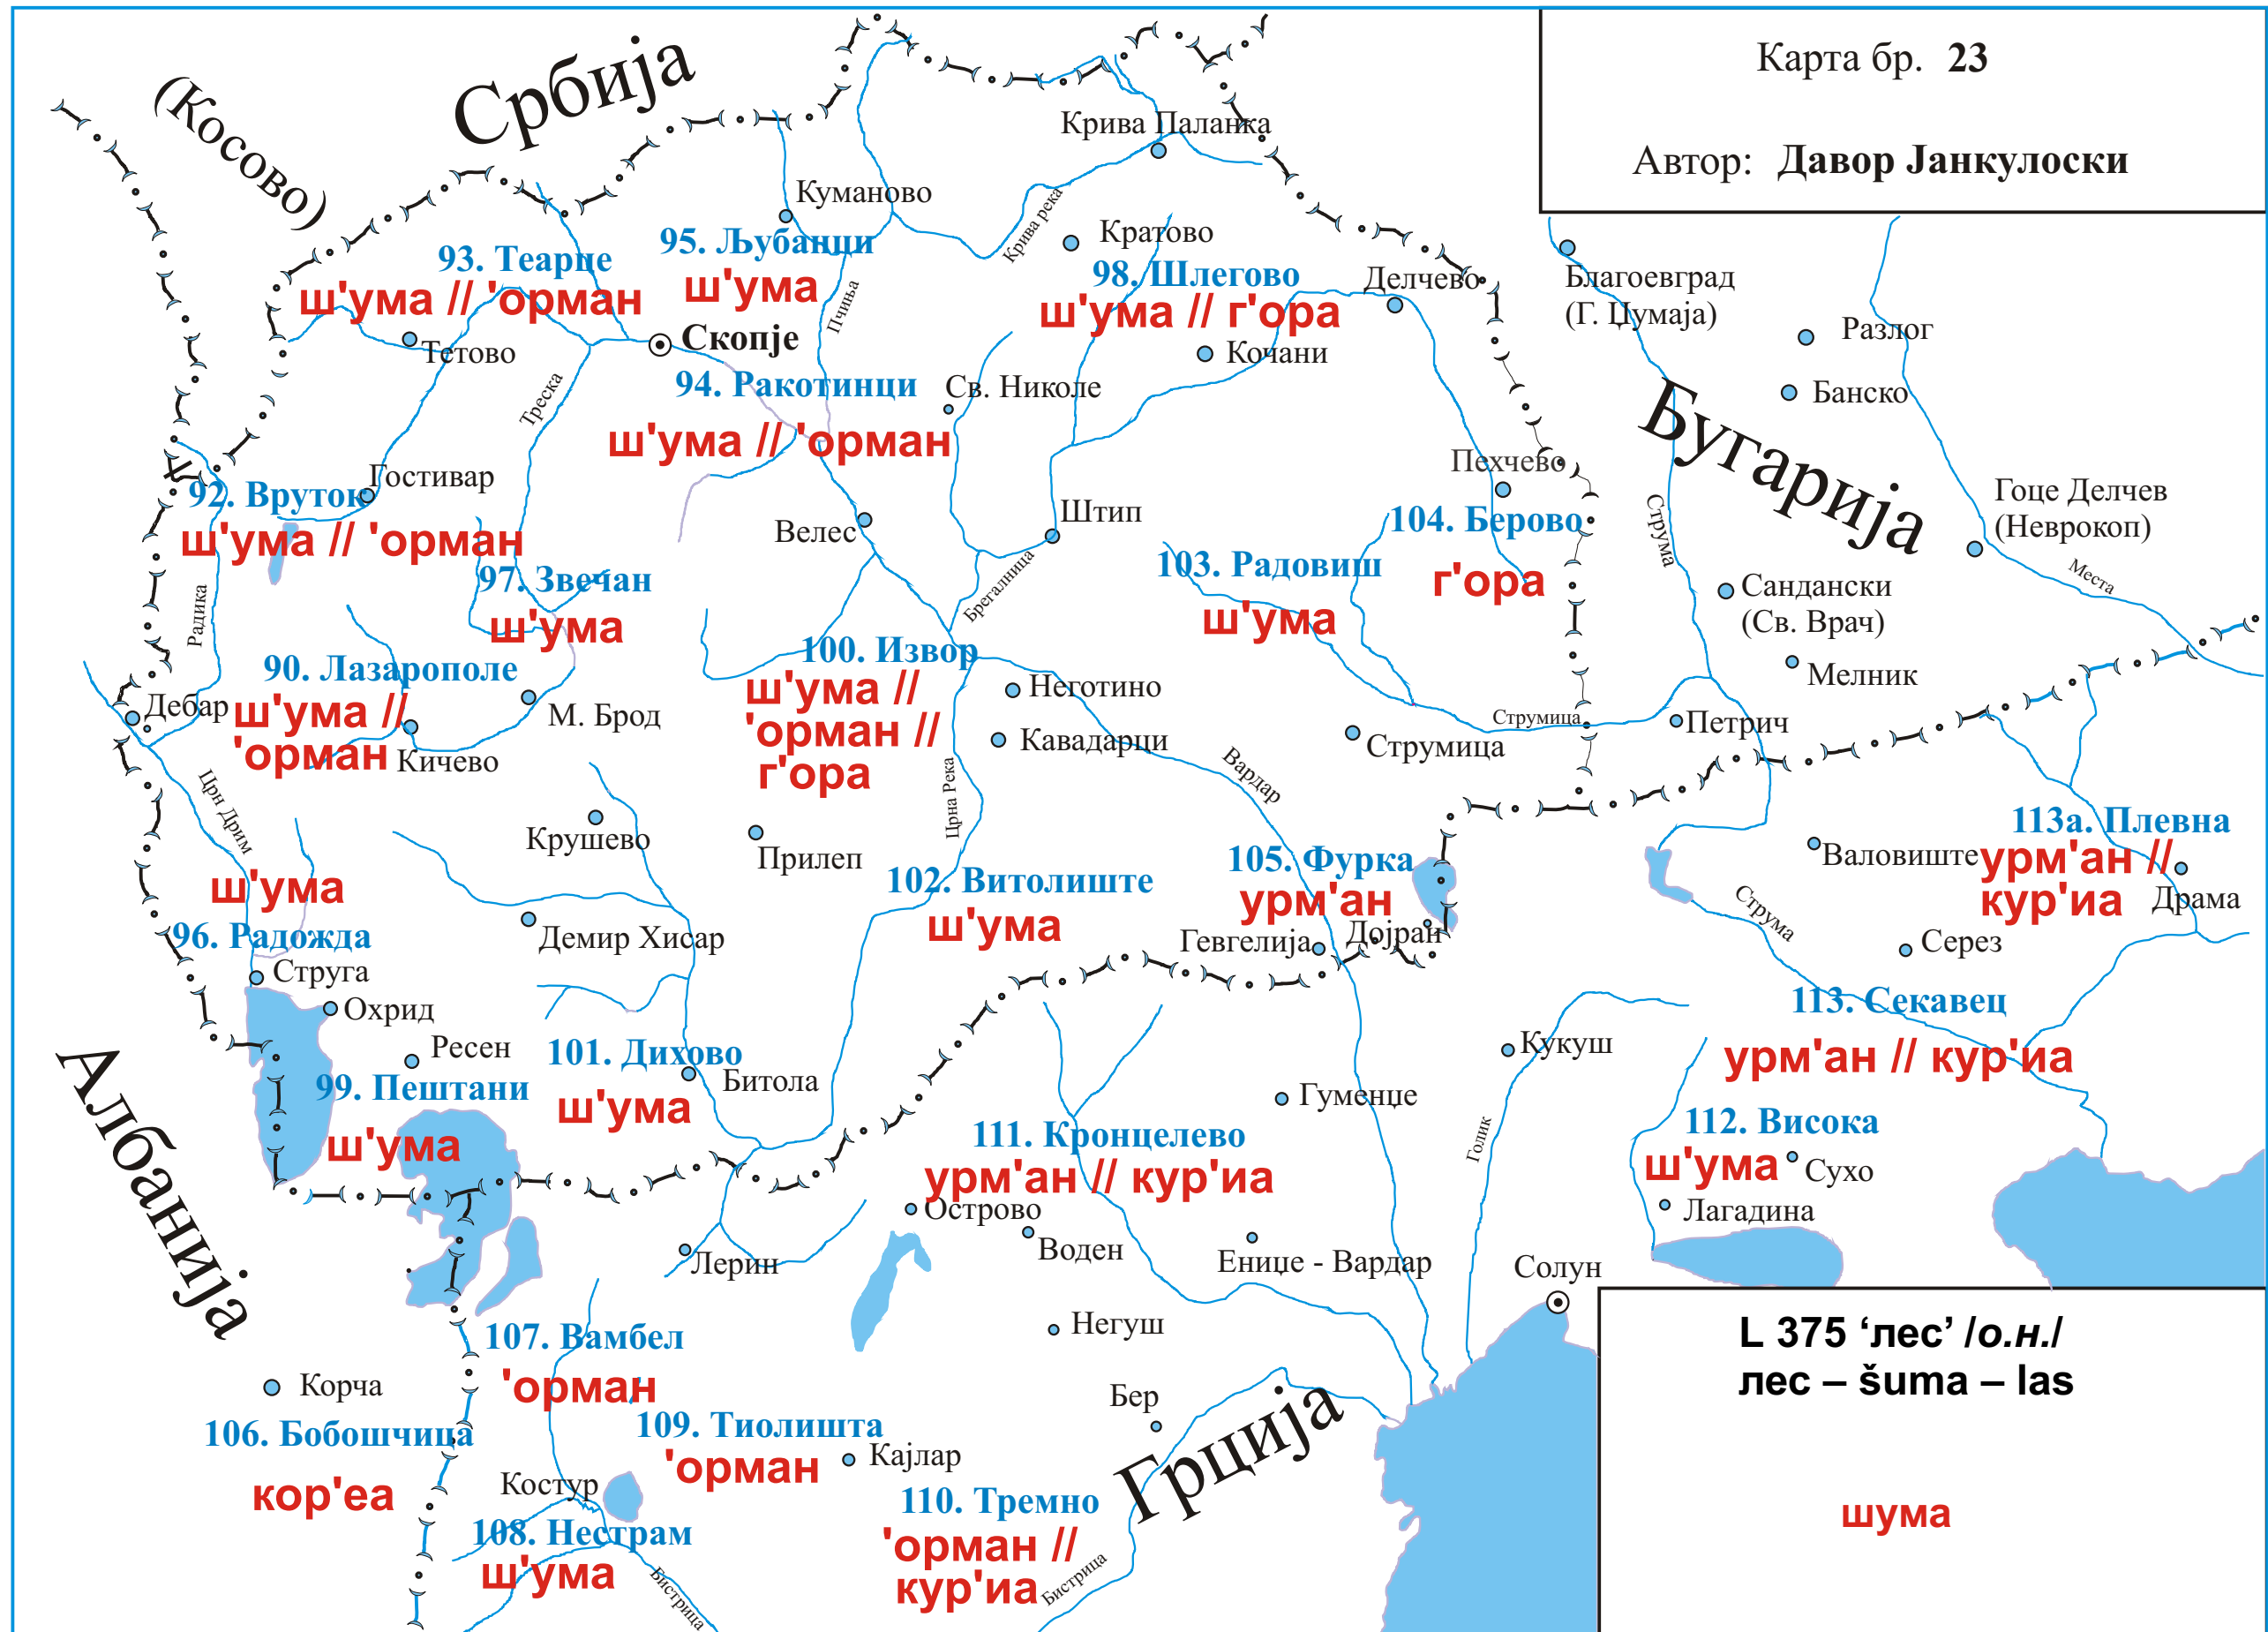 Карта бр. 23
Автор: Давор Јанкулоски
(Косово)
Србија
Крива Паланка
Куманово
Крива река
Кратово
95. Љубанци
ш'ума
93. Теарце
ш'ума // 'орман
98. Шлегово
ш'ума // г'ора
Делчево
Благоевград
(Г. Џумаја)
Пчиња
Скопје
Тетово
Кочани
Разлог
94. Ракотинци
ш'ума // 'орман
Св. Николе
Треска
Банско
Бугарија
Гостивар
92. Вруток
ш'ума // 'орман
Пехчево
Велес
Штип
104. Берово
г'ора
Струма
Гоце Делчев
(Неврокоп)
97. Звечан
ш'ума
103. Радовиш
ш'ума
Брегалница
Радика
Сандански
(Св. Врач)
Места
90. Лазарополе
ш'ума //
'орман
100. Извор
ш'ума //
'орман //
г'ора
Мелник
Дебар
М. Брод
Неготино
Струмица
Петрич
Кичево
Кавадарци
Струмица
Црн Дрим
Црна Река
Вардар
Крушево
Прилеп
113а. Плевна
урм'ан //
кур'иа
Валовиште
Драма
ш'ума
96. Радожда
102. Витолиште
ш'ума
105. Фурка
урм'ан
Струма
Демир Хисар
Гевгелија
Дојран
Серез
Струга
Охрид
113. Секавец
урм'ан // кур'иа
Албанија
Ресен
101. Дихово
ш'ума
Битола
Кукуш
99. Пештани
ш'ума
Гуменџе
112. Висока
ш'ума
Сухо
111. Кронцелево
урм'ан // кур'иа
Голик
Острово
Лагадина
Воден
Лерин
Ениџе - Вардар
Солун
107. Вамбел
'орман
Негуш
Корча
Бер
Грција
106. Бобошчица
кор'еа
109. Тиолишта
'орман
Кајлар
Костур
110. Тремно
'орман //
кур'иа
108. Нестрам
ш'ума
Бистрица
Бистрица
L 375 ‘лес’ /о.н./
лес – šuma – las
шума